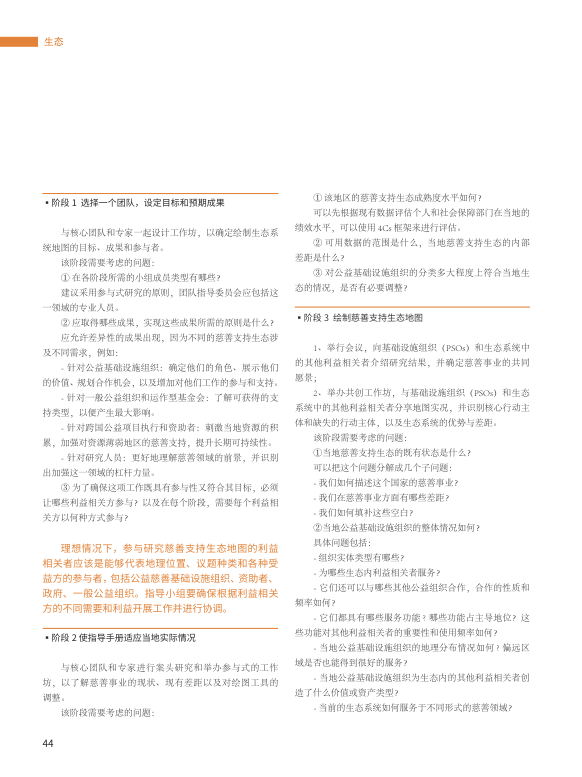 生态
▪阶段 1 选择一个团队，设定目标和预期成果
与核心团队和专家一起设计工作坊，以确定绘制生态系
统地图的目标、成果和参与者。
该阶段需要考虑的问题：
① 在各阶段所需的小组成员类型有哪些？
建议采用参与式研究的原则，团队指导委员会应包括这
一领域的专业人员。
② 应取得哪些成果，实现这些成果所需的原则是什么？
应允许差异性的成果出现，因为不同的慈善支持生态涉
及不同需求，例如：
- 针对公益基础设施组织：确定他们的角色、展示他们
的价值、规划合作机会，以及增加对他们工作的参与和支持。
- 针对一般公益组织和运作型基金会：了解可获得的支
持类型，以便产生最大影响。
- 针对跨国公益项目执行和资助者：刺激当地资源的积
累，加强对资源薄弱地区的慈善支持，提升长期可持续性。
- 针对研究人员：更好地理解慈善领域的前景，并识别
出加强这一领域的杠杆力量。
③ 为了确保这项工作既具有参与性又符合其目标，必须
让哪些利益相关方参与？以及在每个阶段，需要每个利益相
关方以何种方式参与？
理想情况下，参与研究慈善支持生态地图的利益
相关者应该是能够代表地理位置、议题种类和各种受
益方的参与者，包括公益慈善基础设施组织、资助者、
政府、一般公益组织。指导小组要确保根据利益相关
方的不同需要和利益开展工作并进行协调。
▪阶段 2 使指导手册适应当地实际情况
与核心团队和专家进行案头研究和举办参与式的工作
坊，以了解慈善事业的现状、现有差距以及对绘图工具的
调整。
该阶段需要考虑的问题：
① 该地区的慈善支持生态成熟度水平如何？
可以先根据现有数据评估个人和社会保障部门在当地的
绩效水平，可以使用 4Cs 框架来进行评估。
② 可用数据的范围是什么，当地慈善支持生态的内部
差距是什么？
③ 对公益基础设施组织的分类多大程度上符合当地生
态的情况，是否有必要调整？
▪阶段 3 绘制慈善支持生态地图
1、举行会议，向基础设施组织（PSOs）和生态系统中
的其他利益相关者介绍研究结果，并确定慈善事业的共同
愿景；
2、举办共创工作坊，与基础设施组织（PSOs）和生态
系统中的其他利益相关者分享地图实况，并识别核心行动主
体和缺失的行动主体，以及生态系统的优势与差距。
该阶段需要考虑的问题：
①当地慈善支持生态的既有状态是什么？
可以把这个问题分解成几个子问题：
- 我们如何描述这个国家的慈善事业？
- 我们在慈善事业方面有哪些差距？
- 我们如何填补这些空白？
②当地公益基础设施组织的整体情况如何？
具体问题包括：
- 组织实体类型有哪些？
- 为哪些生态内利益相关者服务？
- 它们还可以与哪些其他公益组织合作，合作的性质和
频率如何？
- 它们都具有哪些服务功能？哪些功能占主导地位？这
些功能对其他利益相关者的重要性和使用频率如何？
- 当地公益基础设施组织的地理分布情况如何？偏远区
域是否也能得到很好的服务？
- 当地公益基础设施组织为生态内的其他利益相关者创
造了什么价值或资产类型？
- 当前的生态系统如何服务于不同形式的慈善领域？
44